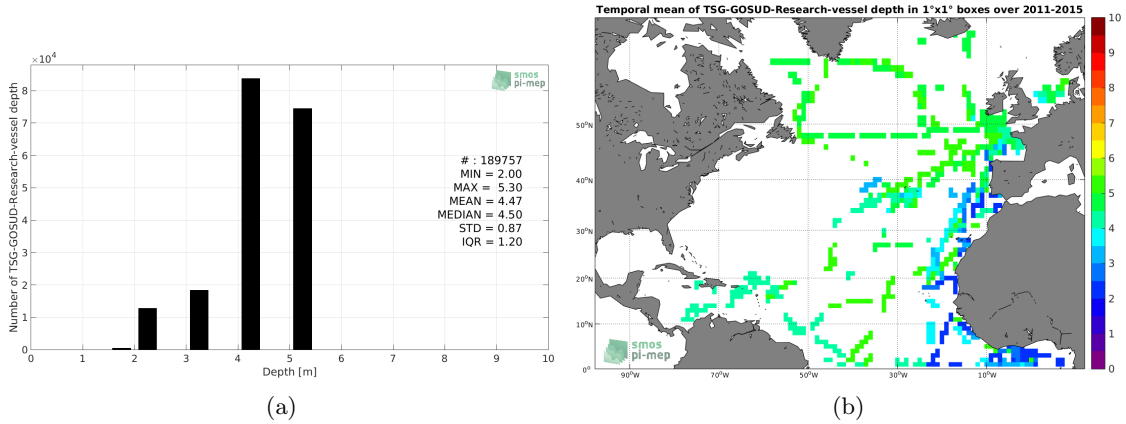 Temporal mean of TSG-GOSUD-Research-vessel depth in 1°x1° boxes over 2011-2015
×10⁴
Number of TSG-GOSUD-Research-vessel depth
8
7
6
5
4
3
2
1
0
0 1 2 3 4 5 6 7 8 9 10
Depth [m]
smos
pi-mep
# : 189757
MIN = 2.00
MAX = 5.30
MEAN = 4.47
MEDIAN = 4.50
STD = 0.87
IQR = 1.20
(a)
50°N
40°N
30°N
20°N
10°N
0°
90°W 70°W 50°W 30°W 10°W
smos
pi-mep
10
9
8
7
6
5
4
3
2
1
0
(b)